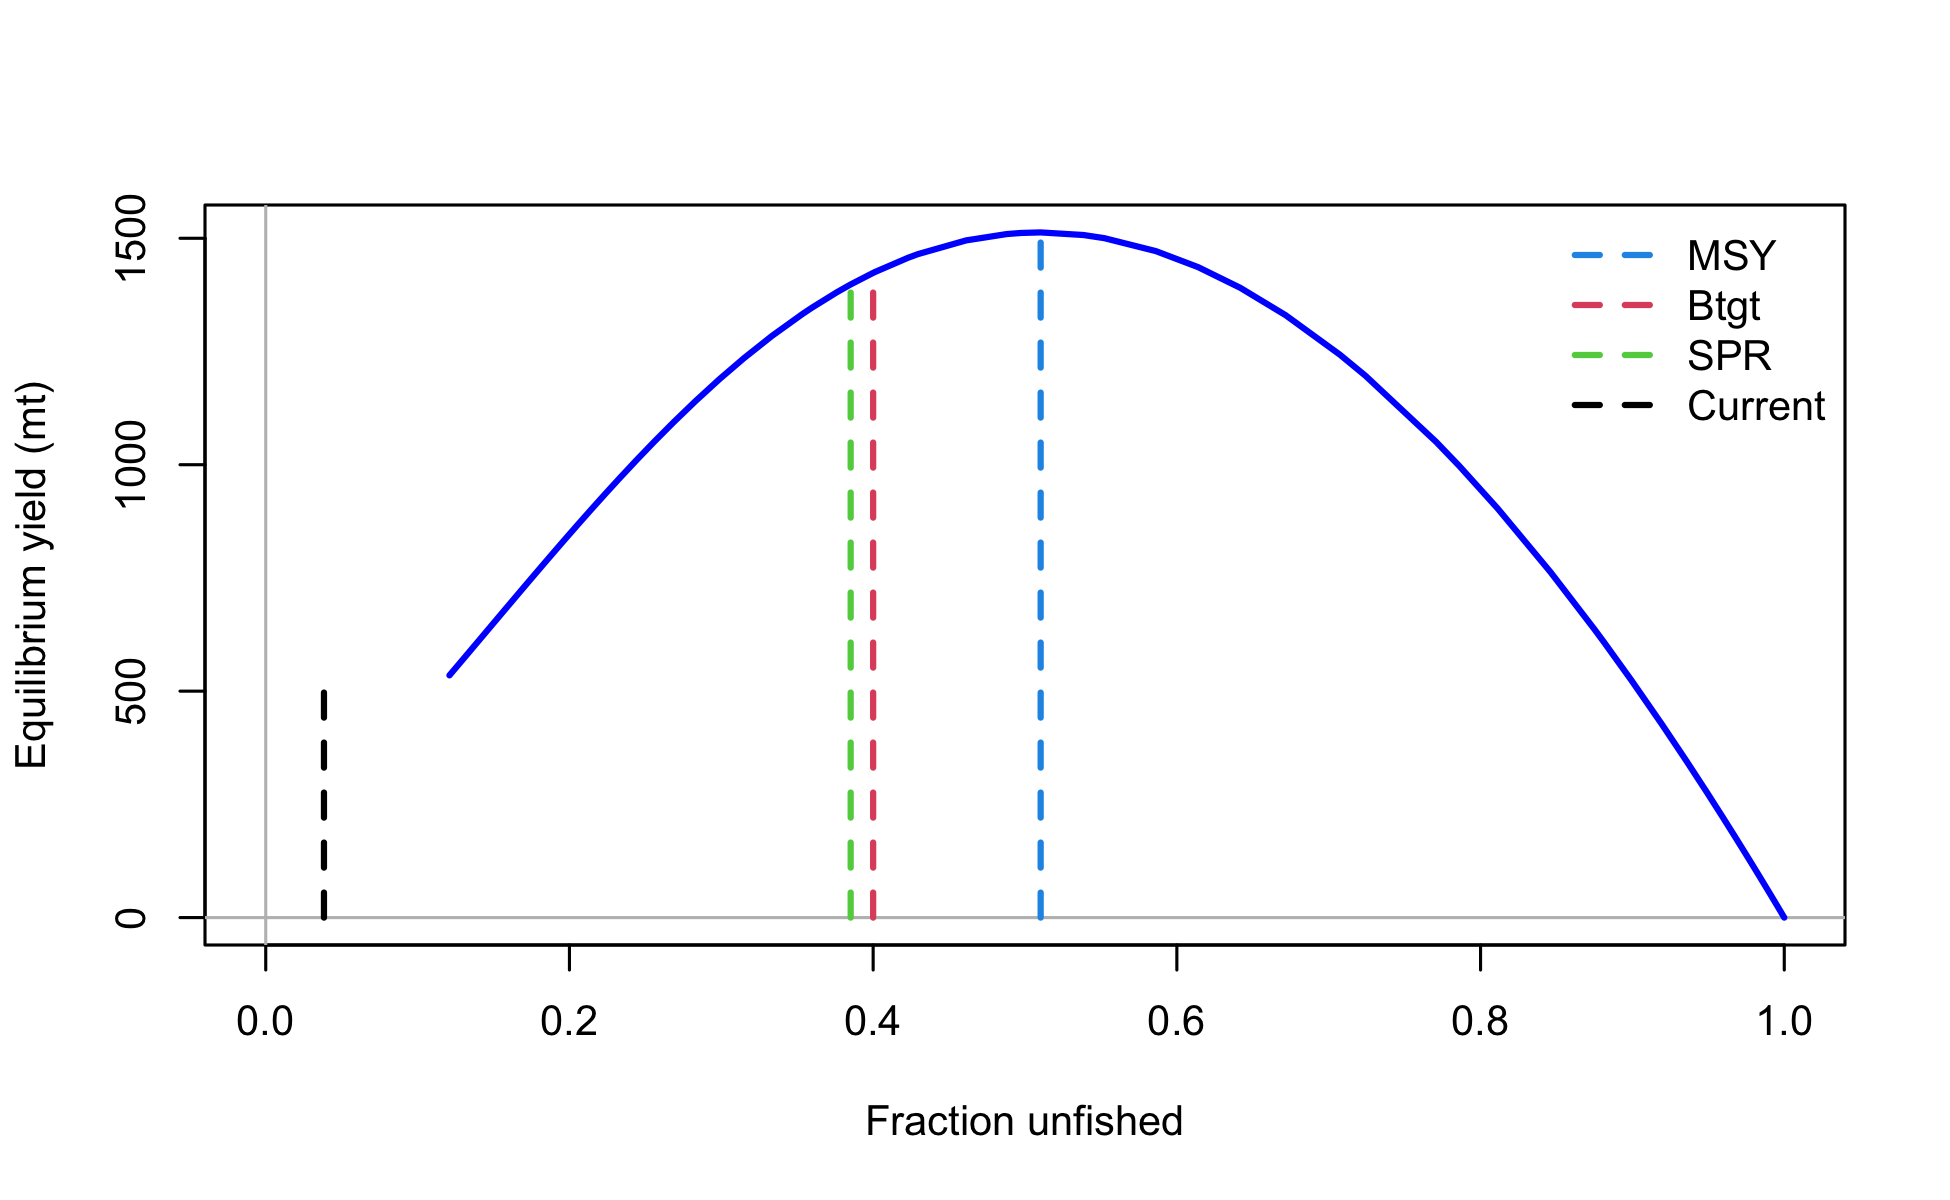 1500
1000
500
0
Equilibrium yield (mt)
MSY
Btgt
SPR
Current
0.0 0.2 0.4 0.6 0.8 1.0
Fraction unfished